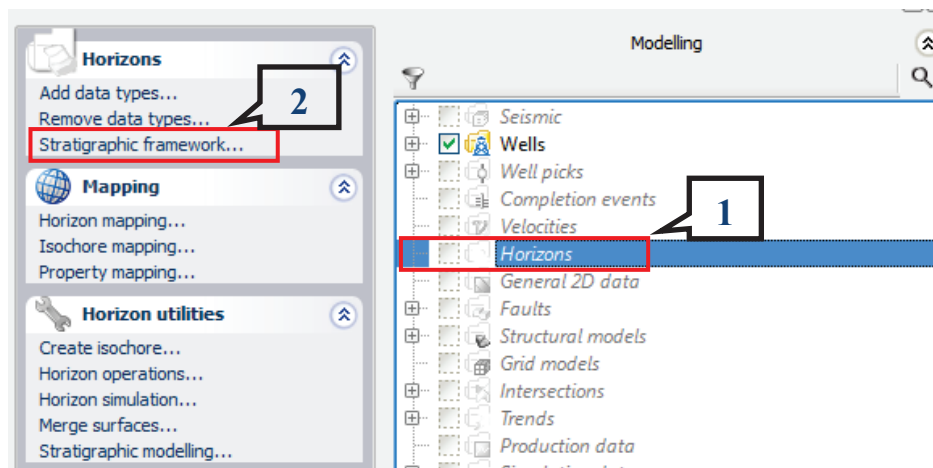 Horizons
Add data types...
Remove data types...
Stratigraphic framework...
2
Mapping
Horizon mapping...
Isochore mapping...
Property mapping...
Horizon utilities
Create isochore...
Horizon operations...
Horizon simulation...
Merge surfaces...
Stratigraphic modelling...
Modelling
Seismic
Wells
Well picks
Completion events
Velocities
1
Horizons
General 2D data
Faults
Structural models
Grid models
Intersections
Trends
Production data